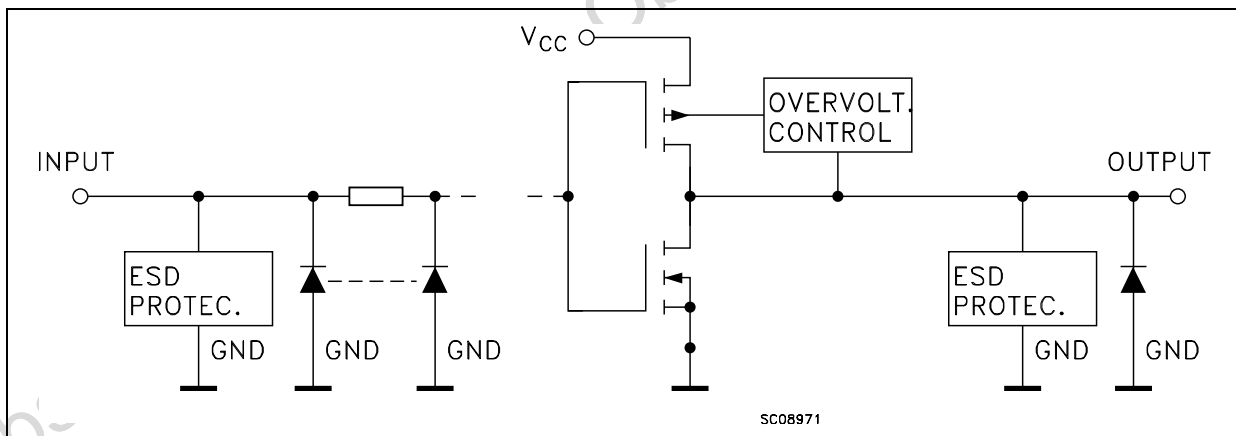 VCC
OVERVOLT.
CONTROL
INPUT
OUTPUT
ESD
PROTEC.
ESD
PROTEC.
GND
GND
GND
GND
GND
SC08971